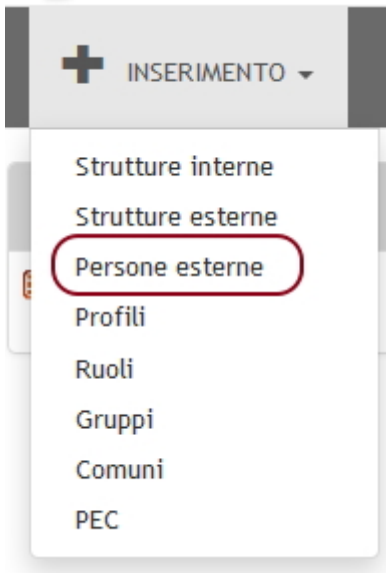 INSERIMENTO
Strutture interne
Strutture esterne
Persone esterne
Profili
Ruoli
Gruppi
Comuni
PEC